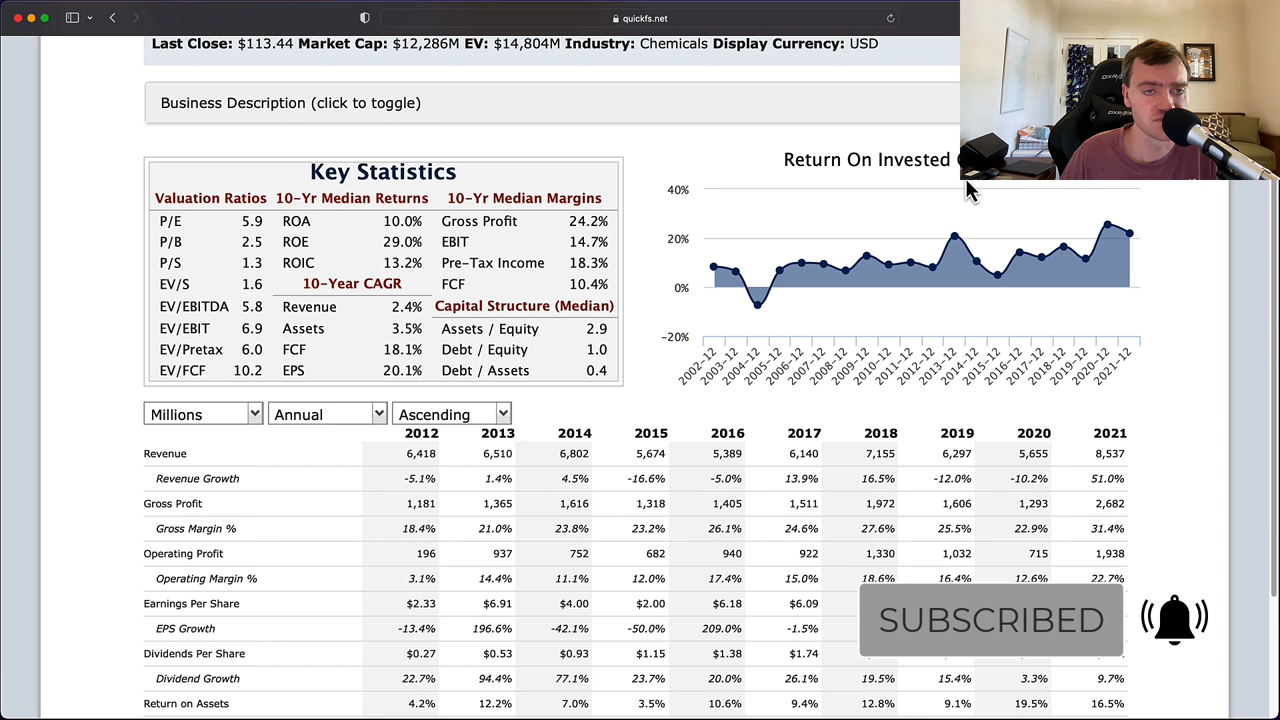 quickfs.net
Last Close: $113.44 Market Cap: $12,286M EV: $14,804M Industry: Chemicals Display Currency: USD
Business Description (click to toggle)
Key Statistics
Valuation Ratios 10-Yr Median Returns 10-Yr Median Margins
P/E 5.9 ROA 10.0% Gross Profit 24.2%
P/B 2.5 ROE 29.0% EBIT 14.7%
P/S 1.3 ROIC 13.2% Pre-Tax Income 18.3%
EV/S 1.6 10-Year CAGR FCF 10.4%
EV/EBITDA 5.8 Revenue 2.4% Capital Structure (Median)
EV/EBIT 6.9 Assets 3.5% Assets / Equity 2.9
EV/Pretax 6.0 FCF 18.1% Debt / Equity 1.0
EV/FCF 10.2 EPS 20.1% Debt / Assets 0.4
Return On Invested
40%
20%
0%
-20%
2002-12 2003-12 2004-12 2005-12 2006-12 2007-12 2008-12 2009-12 2010-12 2011-12 2012-12 2013-12 2014-12 2015-12 2016-12 2017-12 2018-12 2019-12 2020-12 2021-12
Millions Annual Ascending
2012 2013 2014 2015 2016 2017 2018 2019 2020 2021
Revenue 6,418 6,510 6,802 5,674 5,389 6,140 7,155 6,297 5,655 8,537
Revenue Growth -5.1% 1.4% 4.5% -16.6% -5.0% 13.9% 16.5% -12.0% -10.2% 51.0%
Gross Profit 1,181 1,365 1,616 1,318 1,405 1,511 1,972 1,606 1,293 2,682
Gross Margin % 18.4% 21.0% 23.8% 23.2% 26.1% 24.6% 27.6% 25.5% 22.9% 31.4%
Operating Profit 196 937 752 682 940 922 1,330 1,032 715 1,938
Operating Margin % 3.1% 14.4% 11.1% 12.0% 17.4% 15.0% 18.6% 16.4% 12.6% 22.7%
Earnings Per Share $2.33 $6.91 $4.00 $2.00 $6.18 $6.09
EPS Growth -13.4% 196.6% -42.1% -50.0% 209.0% -1.5%
SUBSCRIBED
Dividends Per Share $0.27 $0.53 $0.93 $1.15 $1.38 $1.74
Dividend Growth 22.7% 94.4% 77.1% 23.7% 20.0% 26.1% 19.5% 15.4% 3.3% 9.7%
Return on Assets 4.2% 12.2% 7.0% 3.5% 10.6% 9.4% 12.8% 9.1% 19.5% 16.5%